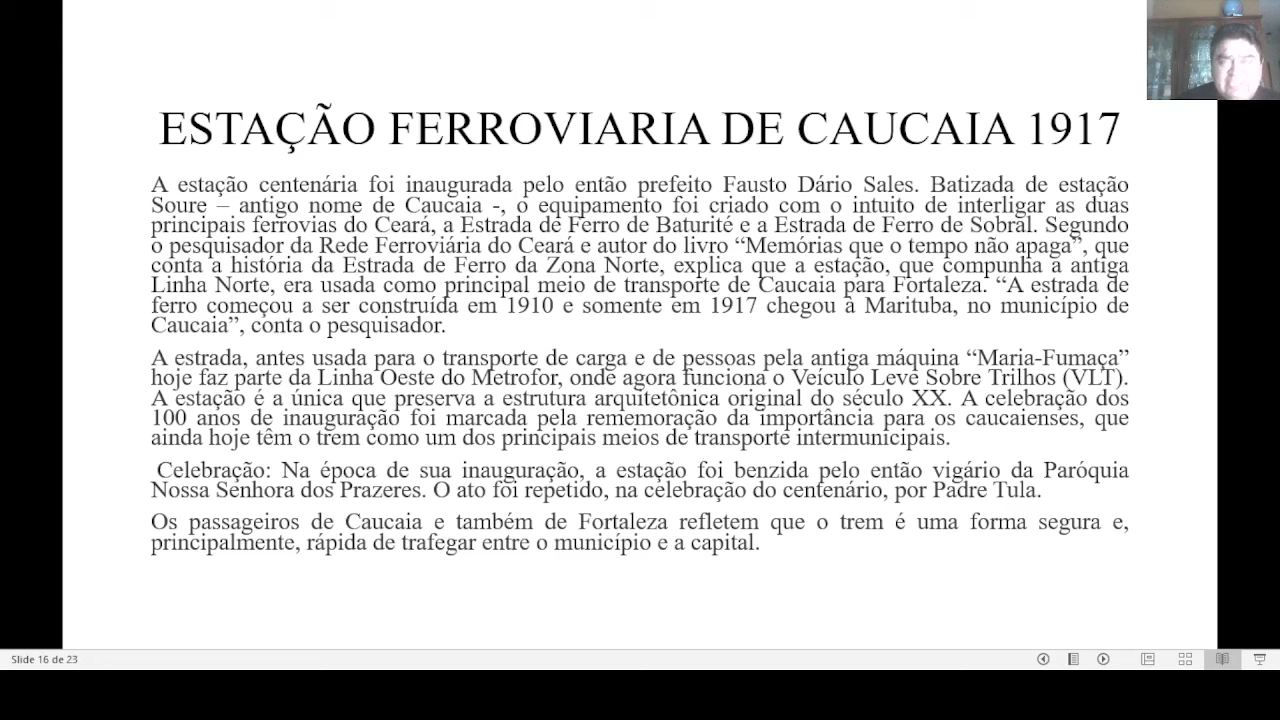 ESTAÇÃO FERROVIARIA DE CAUCAIA 1917
A estação centenária foi inaugurada pelo então prefeito Fausto Dário Sales. Batizada de estação
Soure – antigo nome de Caucaia -, o equipamento foi criado com o intuito de interligar as duas
principais ferrovias do Ceará, a Estrada de Ferro de Baturité e a Estrada de Ferro de Sobral. Segundo
o pesquisador da Rede Ferroviária do Ceará e autor do livro “Memórias que o tempo não apaga”, que
conta a história da Estrada de Ferro da Zona Norte, explica que a estação, que compunha a antiga
Linha Norte, era usada como principal meio de transporte de Caucaia para Fortaleza. “A estrada de
ferro começou a ser construída em 1910 e somente em 1917 chegou à Marituba, no município de
Caucaia”, conta o pesquisador.
A estrada, antes usada para o transporte de carga e de pessoas pela antiga máquina “Maria-Fumaça”
hoje faz parte da Linha Oeste do Metrofor, onde agora funciona o Veículo Leve Sobre Trilhos (VLT).
A estação é a única que preserva a estrutura arquitetônica original do século XX. A celebração dos
100 anos de inauguração foi marcada pela rememoração da importância para os caucaienses, que
ainda hoje têm o trem como um dos principais meios de transporte intermunicipais.
Celebração: Na época de sua inauguração, a estação foi benzida pelo então vigário da Paróquia
Nossa Senhora dos Prazeres. O ato foi repetido, na celebração do centenário, por Padre Tula.
Os passageiros de Caucaia e também de Fortaleza refletem que o trem é uma forma segura e,
principalmente, rápida de trafegar entre o município e a capital.
Slide 16 de 23